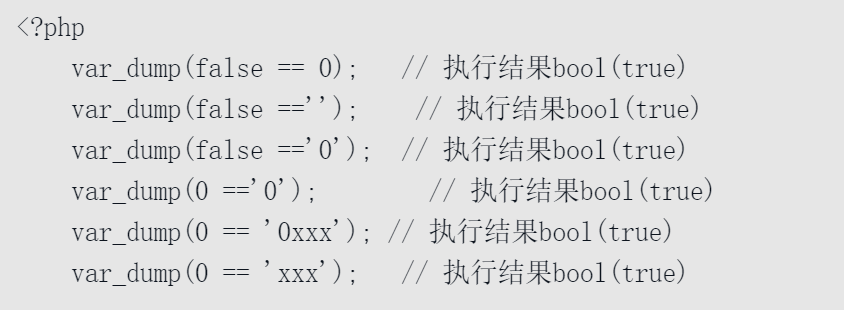 <?php
var_dump(false == 0); // 执行结果bool(true)
var_dump(false ==''); // 执行结果bool(true)
var_dump(false =='0'); // 执行结果bool(true)
var_dump(0 =='0'); // 执行结果bool(true)
var_dump(0 == '0xxx'); // 执行结果bool(true)
var_dump(0 == 'xxx'); // 执行结果bool(true)